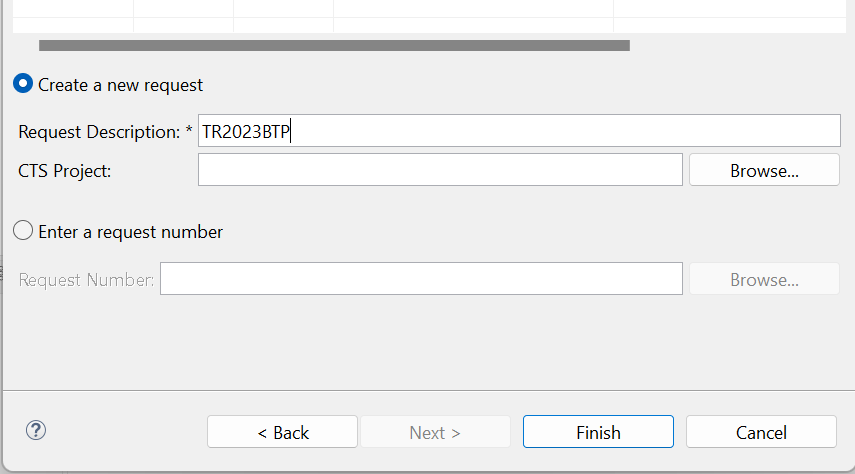 Create a new request
Request Description: * TR2023BTP
CTS Project:
Browse...
Enter a request number
Request Number:
Browse...
?
< Back
Next >
Finish
Cancel